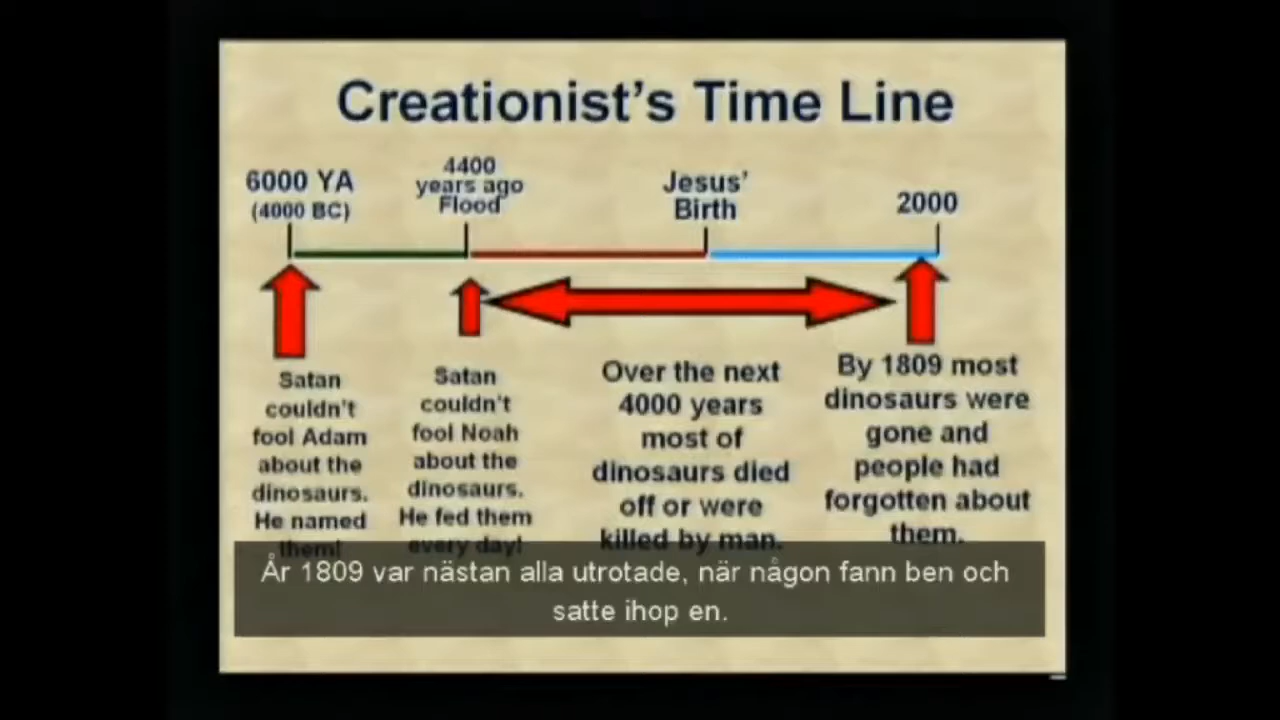 Creationist's Time Line
6000 YA
(4000 BC)
4400
years ago
Flood
Jesus'
Birth
2000
Satan
couldn't
fool Adam
about the
dinosaurs.
He named
them!
Satan
couldn't
fool Noah
about the
dinosaurs.
He fed them
every day!
Over the next
4000 years
most of
dinosaurs died
off or were
killed by man.
By 1809 most
dinosaurs were
gone and
people had
forgotten about
them.
År 1809 var nästan alla utrotade, när någon fann ben och
satte ihop en.